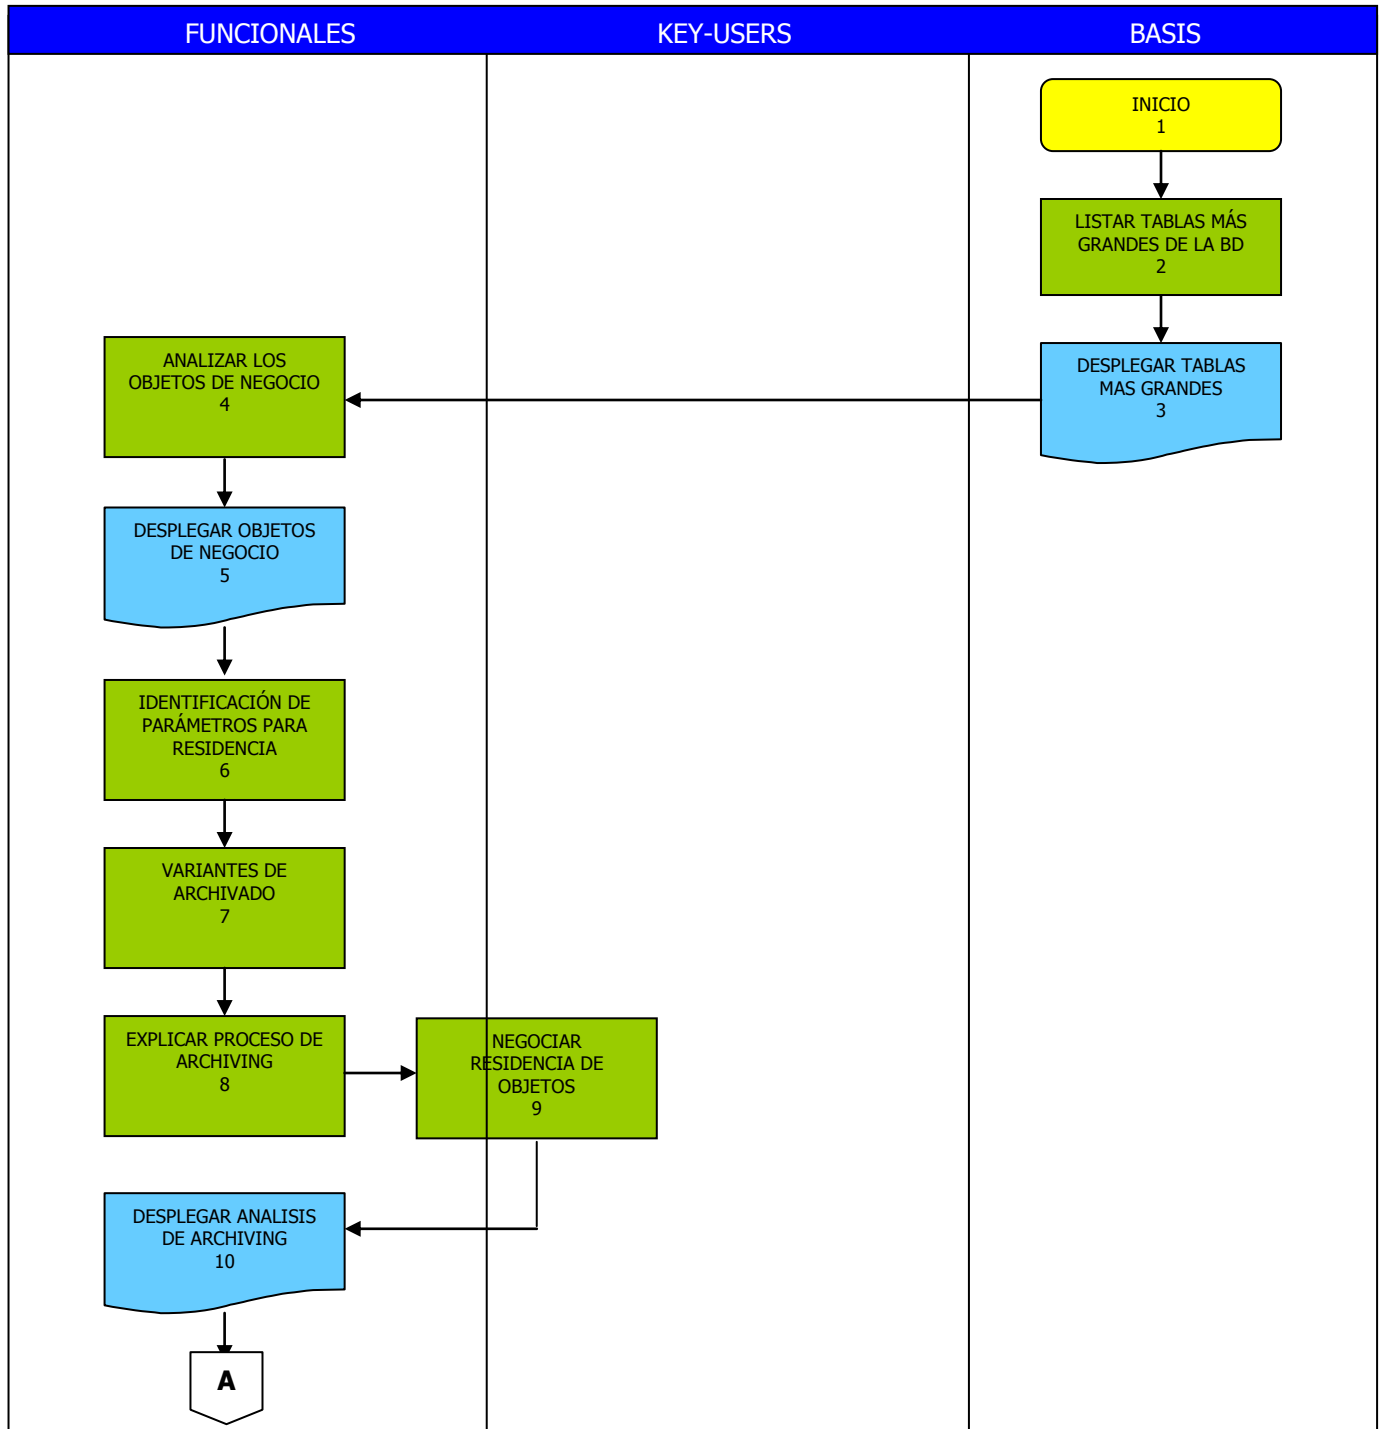 FUNCIONALES
KEY-USERS
BASIS
INICIO
1
LISTAR TABLAS MÁS
GRANDES DE LA BD
2
DESPLEGAR TABLAS
MAS GRANDES
3
ANALIZAR LOS
OBJETOS DE NEGOCIO
4
DESPLEGAR OBJETOS
DE NEGOCIO
5
IDENTIFICACIÓN DE
PARÁMETROS PARA
RESIDENCIA
6
VARIANTES DE
ARCHIVADO
7
EXPLICAR PROCESO DE
ARCHIVING
8
NEGOCIAR
RESIDENCIA DE
OBJETOS
9
DESPLEGAR ANALISIS
DE ARCHIVING
10
A